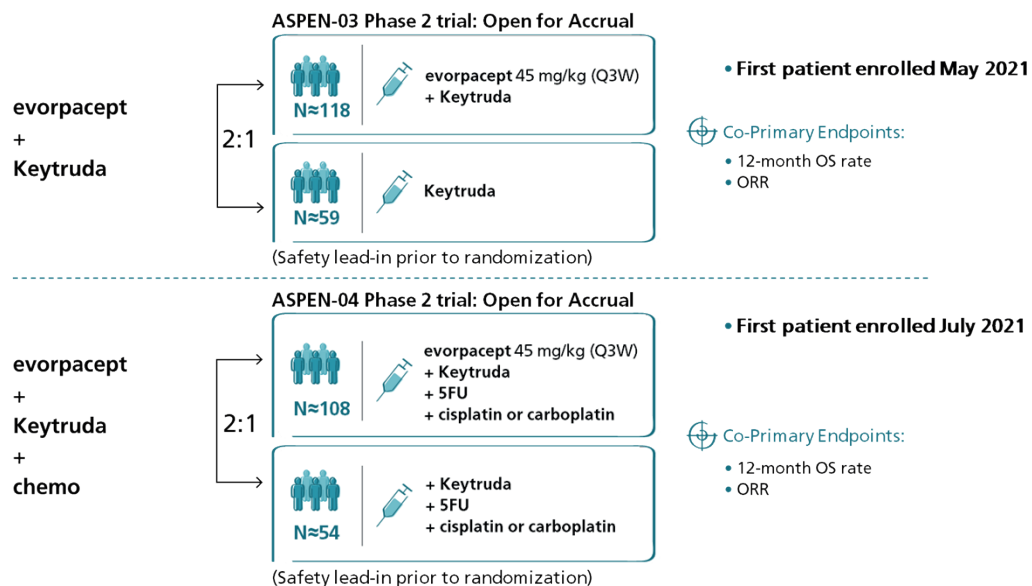 ASPEN-03 Phase 2 trial: Open for Accrual
evorpacept
+
Keytruda
2:1
N≈118
evorpacept 45 mg/kg (Q3W)
+ Keytruda
N≈59
Keytruda
(Safety lead-in prior to randomization)
• First patient enrolled May 2021
Co-Primary Endpoints:
• 12-month OS rate
• ORR
ASPEN-04 Phase 2 trial: Open for Accrual
evorpacept
+
Keytruda
+
chemo
2:1
N≈108
evorpacept 45 mg/kg (Q3W)
+ Keytruda
+ 5FU
+ cisplatin or carboplatin
N≈54
+ Keytruda
+ 5FU
+ cisplatin or carboplatin
(Safety lead-in prior to randomization)
• First patient enrolled July 2021
Co-Primary Endpoints:
• 12-month OS rate
• ORR